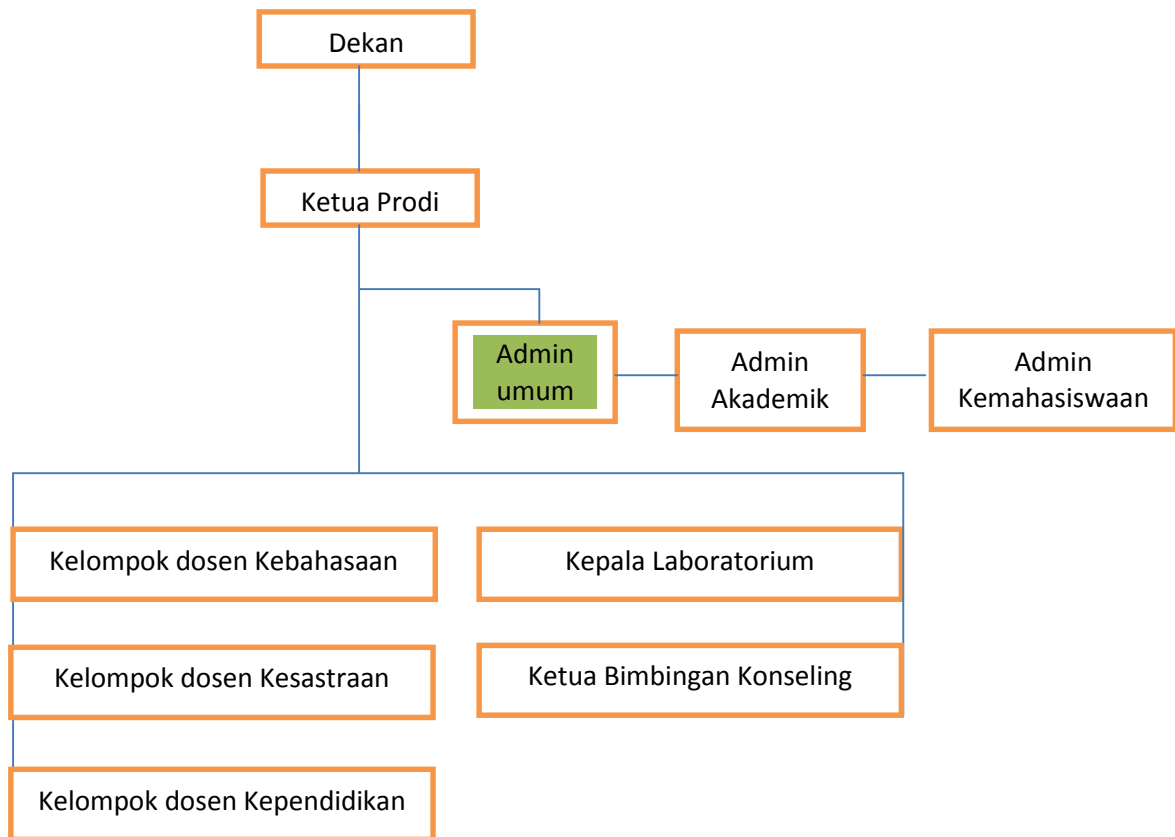 Dekan
Ketua Prodi
Admin
umum
Admin
Akademik
Admin
Kemahasiswaan
Kelompok dosen Kebahasaan
Kepala Laboratorium
Kelompok dosen Kesastraan
Ketua Bimbingan Konseling
Kelompok dosen Kependidikan